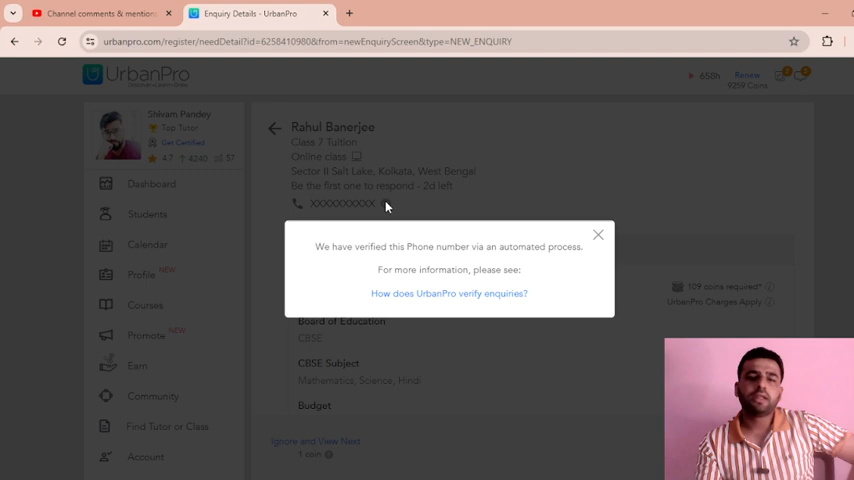 Channel comments & mentions
Enquiry Details - UrbanPro
urbanpro.com/register/needDetail?id=6258410980&from=newEnquiryScreen&type=NEW_ENQUIRY
UrbanPro
658h
Renew
9259 Coins
Shivam Pandey
Top Tutor
Get Certified
4.7 4240 57
Dashboard
Students
Calendar
Profile NEW
Courses
Promote NEW
Earn
Community
Find Tutor or Class
Account
Rahul Banerjee
Class 7 Tuition
Online class
Sector II Salt Lake, Kolkata, West Bengal
Be the first one to respond - 2d left
XXXXXXXXXX
We have verified this Phone number via an automated process.
For more information, please see:
How does UrbanPro verify enquiries?
109 coins required*
UrbanPro Charges Apply
Board of Education
CBSE
CBSE Subject
Mathematics, Science, Hindi
Budget
Ignore and View Next
1 coin